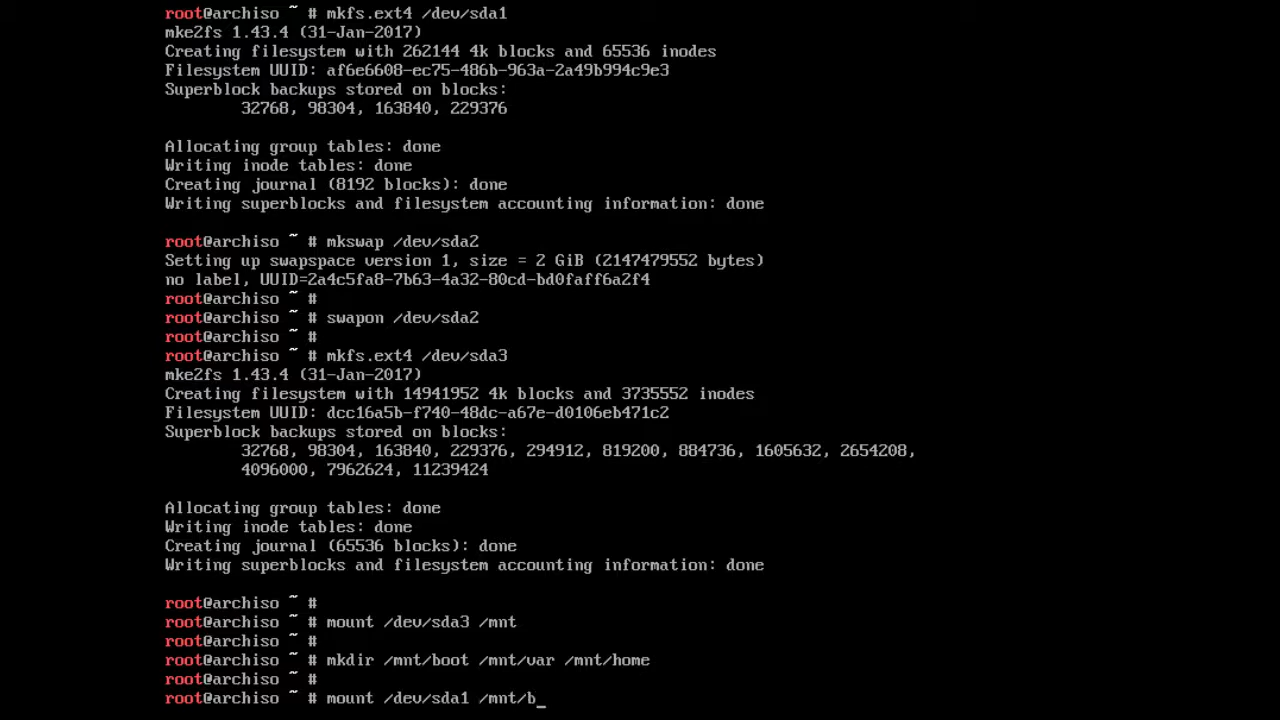 root@archiso ~ # mkfs.ext4 /dev/sda1
mke2fs 1.43.4 (31-Jan-2017)
Creating filesystem with 262144 4k blocks and 65536 inodes
Filesystem UUID: af6e6608-ec75-486b-963a-2a49b994c9e3
Superblock backups stored on blocks:
32768, 98304, 163840, 229376
Allocating group tables: done
Writing inode tables: done
Creating journal (8192 blocks): done
Writing superblocks and filesystem accounting information: done
root@archiso ~ # mkswap /dev/sda2
Setting up swapspace version 1, size = 2 GiB (2147479552 bytes)
no label, UUID=2a4c5fa8-7b63-4a32-80cd-bd0faff6a2f4
root@archiso ~ #
root@archiso ~ # swapon /dev/sda2
root@archiso ~ #
root@archiso ~ # mkfs.ext4 /dev/sda3
mke2fs 1.43.4 (31-Jan-2017)
Creating filesystem with 14941952 4k blocks and 3735552 inodes
Filesystem UUID: dcc16a5b-f740-48dc-a67e-d0106eb471c2
Superblock backups stored on blocks:
32768, 98304, 163840, 229376, 294912, 819200, 884736, 1605632, 2654208,
4096000, 7962624, 11239424
Allocating group tables: done
Writing inode tables: done
Creating journal (65536 blocks): done
Writing superblocks and filesystem accounting information: done
root@archiso ~ #
root@archiso ~ # mount /dev/sda3 /mnt
root@archiso ~ #
root@archiso ~ # mkdir /mnt/boot /mnt/var /mnt/home
root@archiso ~ #
root@archiso ~ # mount /dev/sda1 /mnt/b_